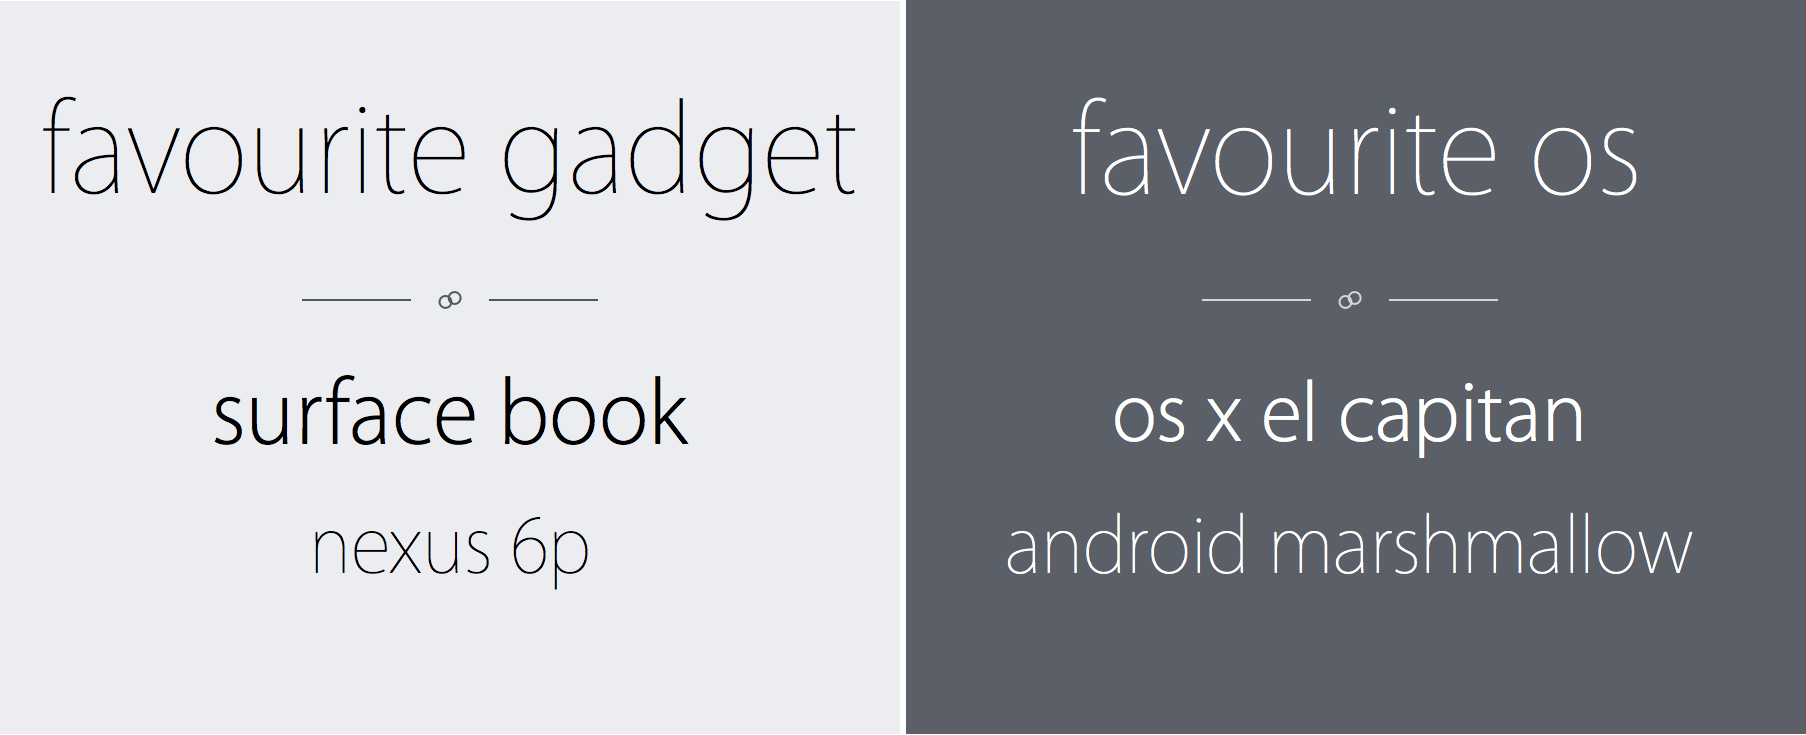 favourite gadget
surface book
nexus 6p
favourite os
os x el capitan
android marshmallow